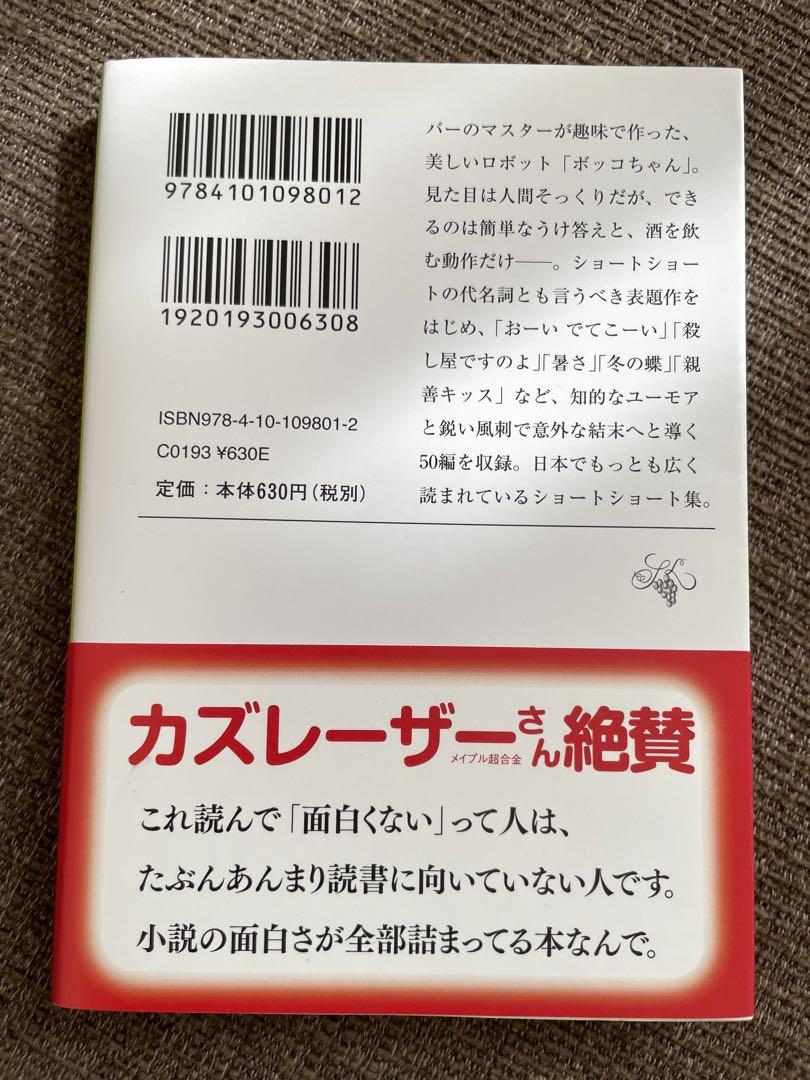 9784101098012
1920193006308
ISBN978-4-10-109801-2
C0193 ¥630E
定価：本体630円(税別)
バーのマスターが趣味で作った、
美しいロボット「ボッコちゃん」。
見た目は人間そっくりだが、でき
るのは簡単なうけ答えと、酒を飲
む動作だけ──。ショートショー
トの代名詞とも言うべき表題作を
はじめ、「おーい でてこーい」「殺
し屋ですのよ」「暑さ」「冬の蝶」「親
善キッス」など、知的なユーモア
と鋭い風刺で意外な結末へと導く
50編を収録。日本でもっとも広く
読まれているショートショート集。
カズレーザーさん絶賛
メイプル超合金
これ読んで「面白くない」って人は、
たぶんあんまり読書に向いていない人です。
小説の面白さが全部詰まってる本なんで。